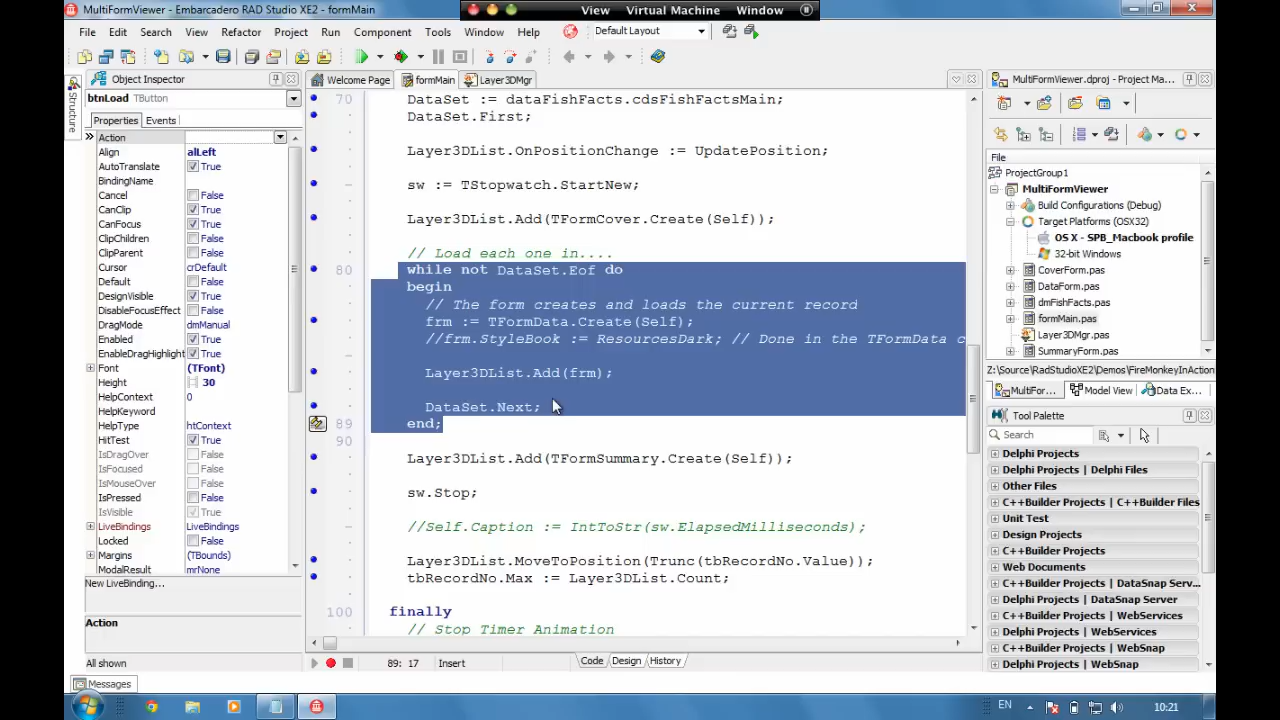 MultiFormViewer - Embarcadero RAD Studio XE2 - formMain
View Virtual Machine Window
File Edit Search View Refactor Project Run Component Tools Window Help
Default Layout
Object Inspector
Welcome Page formMain Layer3DMgr
MultiFormViewer.dproj - Project Ma...
Structure
btnLoad TButton
Properties Events
Action
Align alLeft
AutoTranslate True
BindingName
Cancel False
CanClip True
CanFocus True
ClipChildren False
ClipParent False
Cursor crDefault
DesignVisible True
DisableFocusEffect False
DragMode dmManual
Enabled True
EnableDragHighlight True
Font (TFont)
Height 30
HelpContext 0
HelpKeyword
HelpType htContext
HitTest True
IsDragOver False
IsFocused False
IsMouseOver False
IsPressed False
IsVisible True
LiveBindings LiveBindings
Locked False
Margins (TBounds)
ModalResult mrNone
New LiveBinding...
Action
All shown
70 DataSet := dataFishFacts.cdsFishFactsMain;
DataSet.First;
Layer3DList.OnPositionChange := UpdatePosition;
sw := TStopwatch.StartNew;
Layer3DList.Add(TFormCover.Create(Self));
// Load each one in....
80 while not DataSet.Eof do
begin
// The form creates and loads the current record
frm := TFormData.Create(Self);
//frm.StyleBook := ResourcesDark; // Done in the TFormData c
Layer3DList.Add(frm);
DataSet.Next;
89 end;
90
Layer3DList.Add(TFormSummary.Create(Self));
sw.Stop;
//Self.Caption := IntToStr(sw.ElapsedMilliseconds);
Layer3DList.MoveToPosition(Trunc(tbRecordNo.Value));
tbRecordNo.Max := Layer3DList.Count;
100 finally
// Stop Timer Animation
89: 17 Insert
Code Design History
File
ProjectGroup1
MultiFormViewer
Build Configurations (Debug)
Target Platforms (OSX32)
OS X - SPB_Macbook profile
32-bit Windows
CoverForm.pas
DataForm.pas
dmFishFacts.pas
formMain.pas
Layer3DMgr.pas
SummaryForm.pas
Z:\Source\RadStudioXE2\Demos\FireMonkeyInAction
MultiFor... Model View Data Ex...
Tool Palette
Search
Delphi Projects
Delphi Projects | Delphi Files
Other Files
C++Builder Projects | C++Builder Files
Unit Test
Design Projects
C++Builder Projects
Web Documents
C++Builder Projects | DataSnap Serv...
Delphi Projects | DataSnap Server
C++Builder Projects | WebServices
Delphi Projects | WebServices
C++Builder Projects | WebSnap
Delphi Projects | WebSnap
Messages
EN 10:21